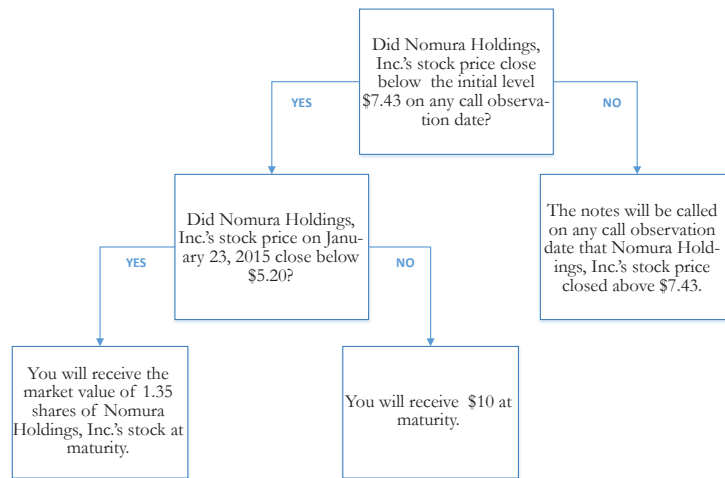 Did Nomura Holdings,
Inc.'s stock price close
below the initial level
$7.43 on any call observa-
tion date?
YES
NO
Did Nomura Holdings,
Inc.'s stock price on Janu-
ary 23, 2015 close below
$5.20?
The notes will be called
on any call observation
date that Nomura Hold-
ings, Inc.'s stock price
closed above $7.43.
YES
NO
You will receive the
market value of 1.35
shares of Nomura
Holdings, Inc.'s stock at
maturity.
You will receive $10 at
maturity.